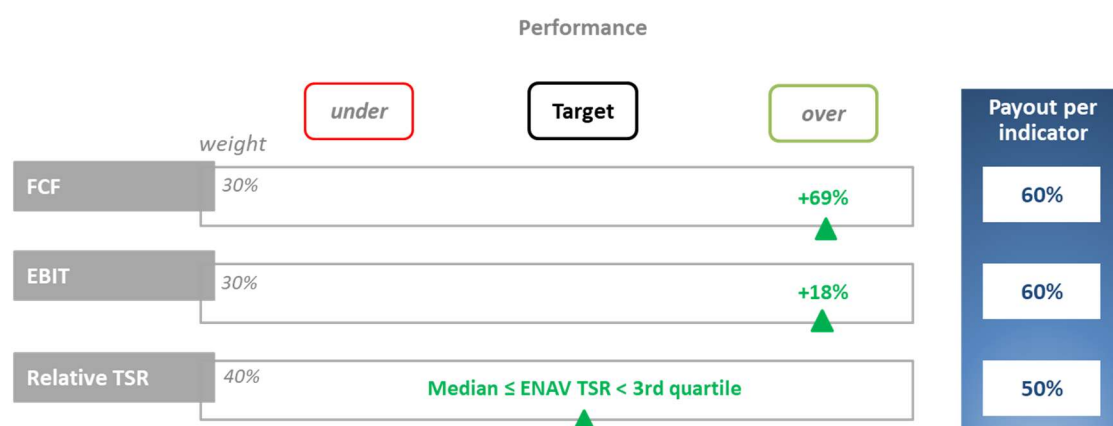 Performance
under
Target
over
Payout per
indicator
weight
FCF
30%
+69%
60%
EBIT
30%
+18%
60%
Relative TSR
40%
Median ≤ ENAV TSR < 3rd quartile
50%